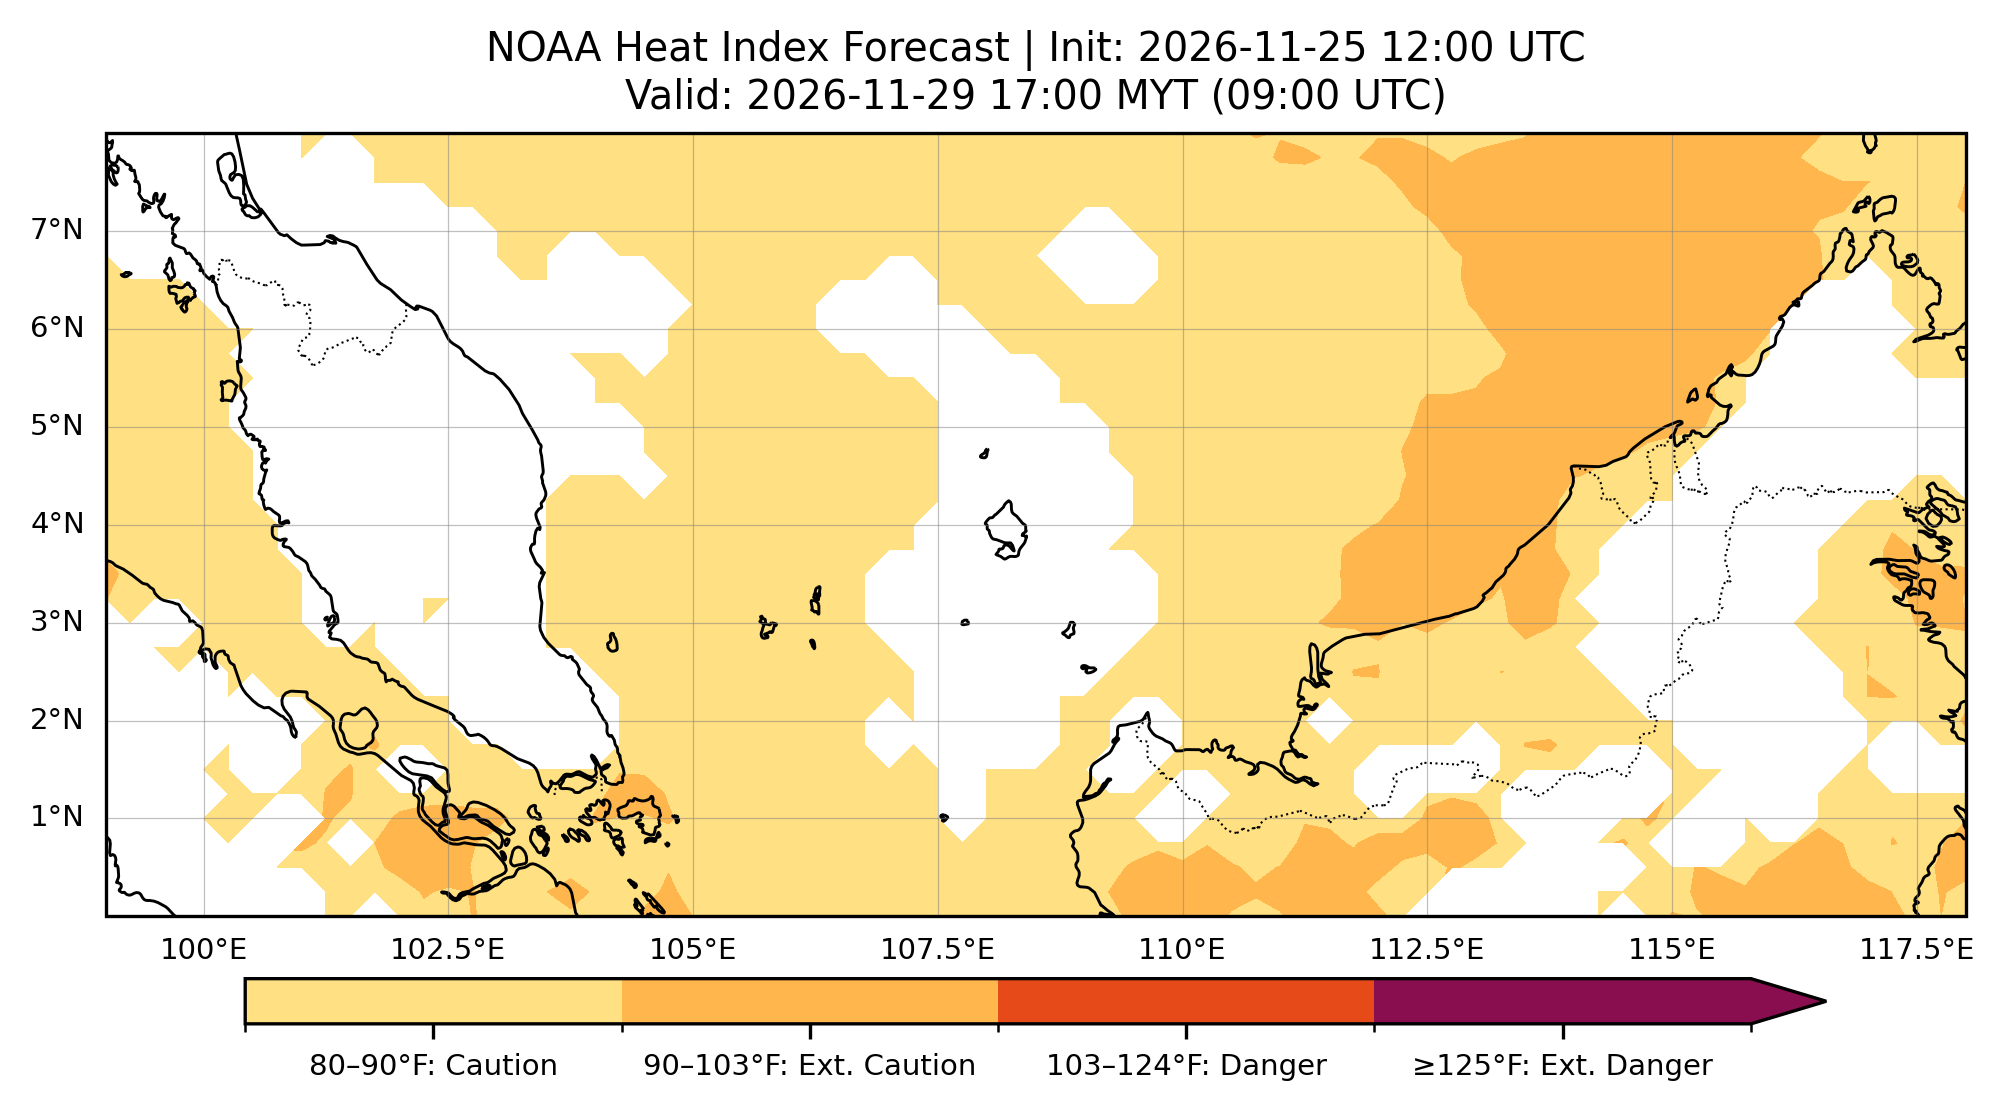 NOAA Heat Index Forecast | Init: 2026-11-25 12:00 UTC
Valid: 2026-11-29 17:00 MYT (09:00 UTC)
7°N
6°N
5°N
4°N
3°N
2°N
1°N
100°E 102.5°E 105°E 107.5°E 110°E 112.5°E 115°E 117.5°E
80–90°F: Caution 90–103°F: Ext. Caution 103–124°F: Danger ≥125°F: Ext. Danger